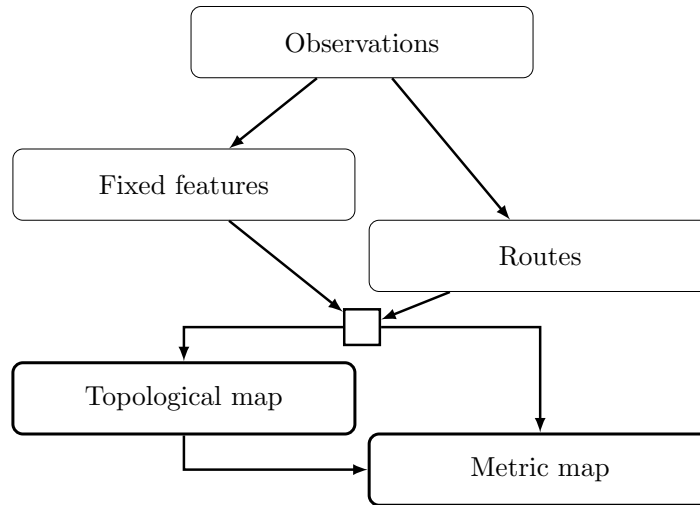 Observations
Fixed features
Routes
Topological map
Metric map